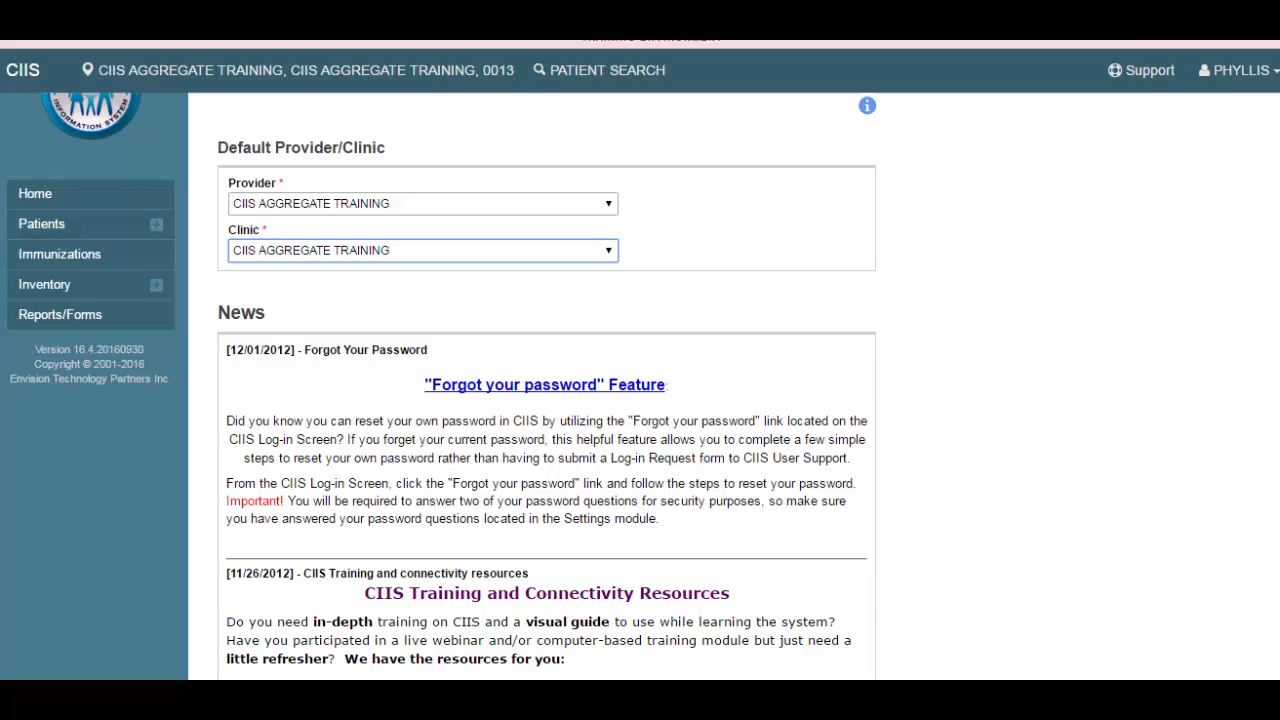 CIIS
CIIS AGGREGATE TRAINING, CIIS AGGREGATE TRAINING, 0013
PATIENT SEARCH
Support
PHYLLIS
INFORMATION SYSTEM
Home
Patients
Immunizations
Inventory
Reports/Forms
Version 16.4.20160930
Copyright © 2001-2016
Envision Technology Partners Inc.
Default Provider/Clinic
Provider *
CIIS AGGREGATE TRAINING
Clinic *
CIIS AGGREGATE TRAINING
News
[12/01/2012] - Forgot Your Password
"Forgot your password" Feature:
Did you know you can reset your own password in CIIS by utilizing the "Forgot your password" link located on the
CIIS Log-in Screen? If you forget your current password, this helpful feature allows you to complete a few simple
steps to reset your own password rather than having to submit a Log-in Request form to CIIS User Support.
From the CIIS Log-in Screen, click the "Forgot your password" link and follow the steps to reset your password.
Important! You will be required to answer two of your password questions for security purposes, so make sure
you have answered your password questions located in the Settings module.
[11/26/2012] - CIIS Training and connectivity resources
CIIS Training and Connectivity Resources
Do you need in-depth training on CIIS and a visual guide to use while learning the system?
Have you participated in a live webinar and/or computer-based training module but just need a
little refresher? We have the resources for you: